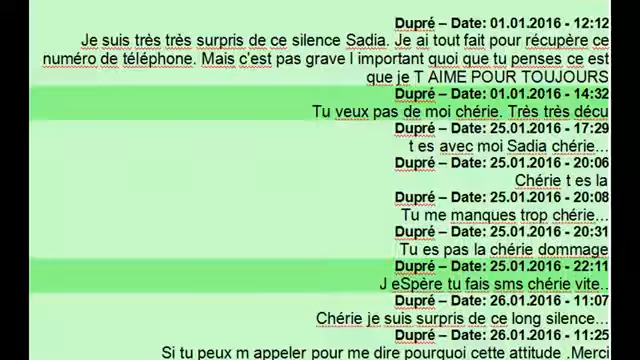 Dupré – Date: 01.01.2016 - 12:12
Je suis très très surpris de ce silence Sadia. Je ai tout fait pour récupère ce
numéro de téléphone. Mais c'est pas grave l important quoi que tu penses ce est
que je T AIME POUR TOUJOURS
Dupré – Date: 01.01.2016 - 14:32
Tu veux pas de moi chérie. Très très décu
Dupré – Date: 25.01.2016 - 17:29
t es avec moi Sadia chérie...
Dupré – Date: 25.01.2016 - 20:06
Chérie t es la
Dupré – Date: 25.01.2016 - 20:08
Tu me manques trop chérie...
Dupré – Date: 25.01.2016 - 20:31
Tu es pas la chérie dommage
Dupré – Date: 25.01.2016 - 22:11
J eSpère tu fais sms chérie vite..
Dupré – Date: 26.01.2016 - 11:07
Chérie je suis surpris de ce long silence...
Dupré – Date: 26.01.2016 - 11:25
Si tu peux m appeler pour me dire pourquoi cette attitude. Merci